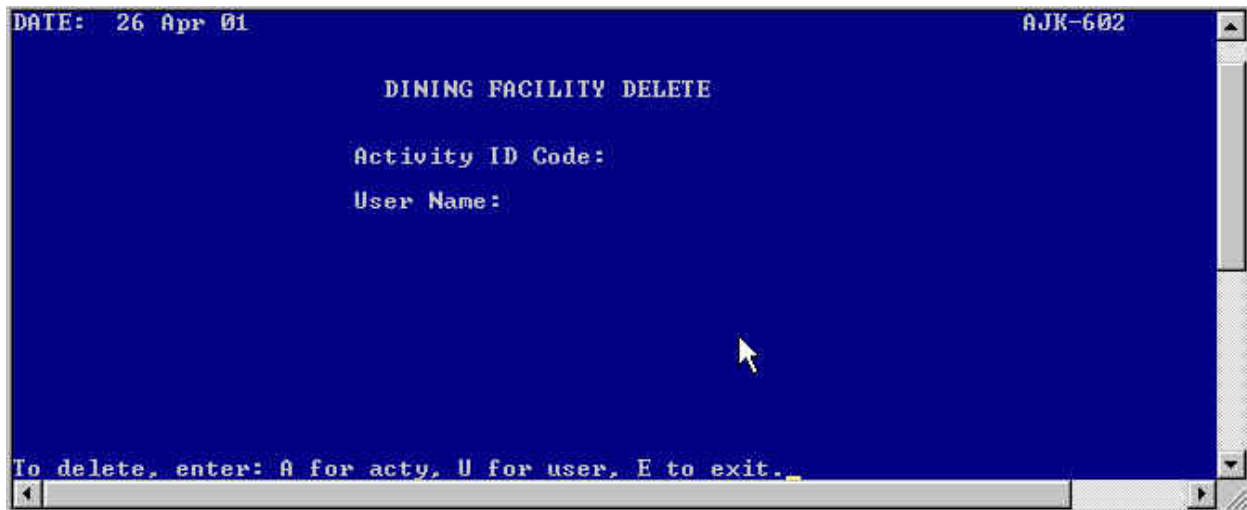 DATE: 26 Apr 01 AJK-602
DINING FACILITY DELETE
Activity ID Code:
User Name:
To delete, enter: A for acty, U for user, E to exit.